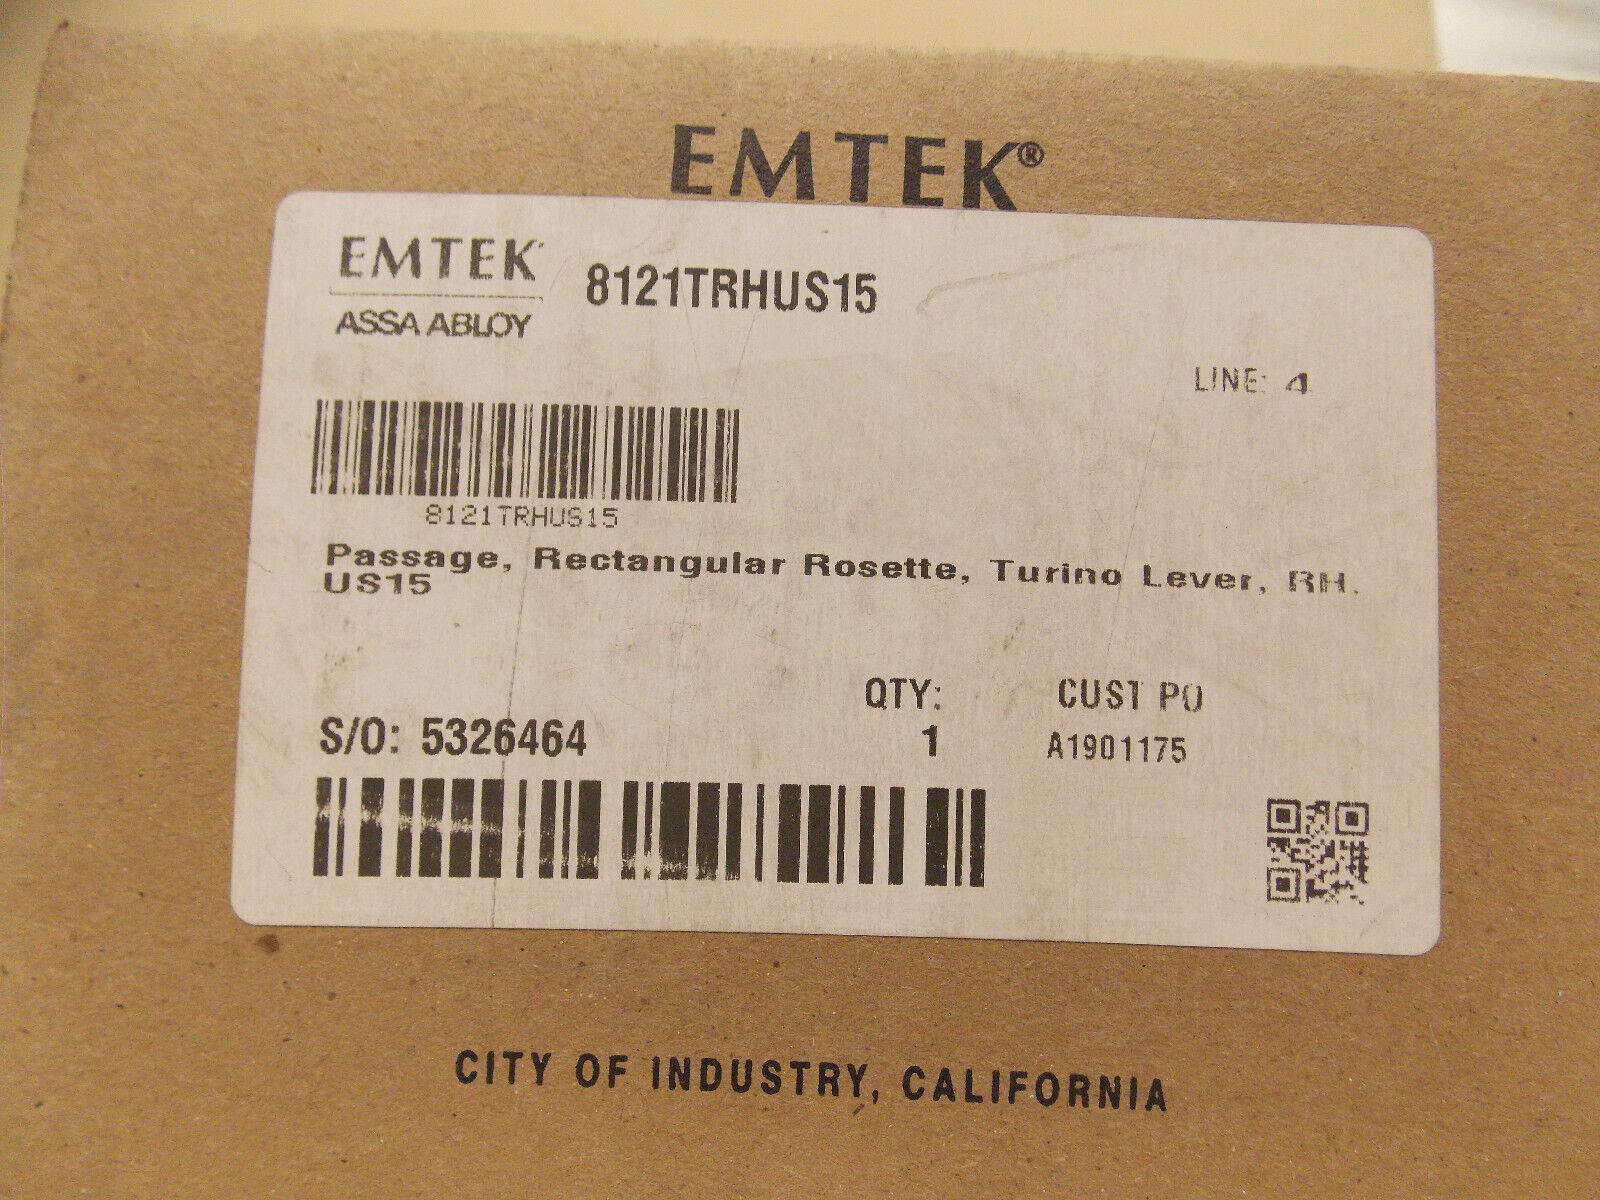 EMTEK®
EMTEK
ASSA ABLOY
8121TRHUS15
LINE: 4
8121TRHUS15
Passage, Rectangular Rosette, Turino Lever, RH.
US15
QTY: CUST PO
S/O: 5326464 1 A1901175
CITY OF INDUSTRY, CALIFORNIA